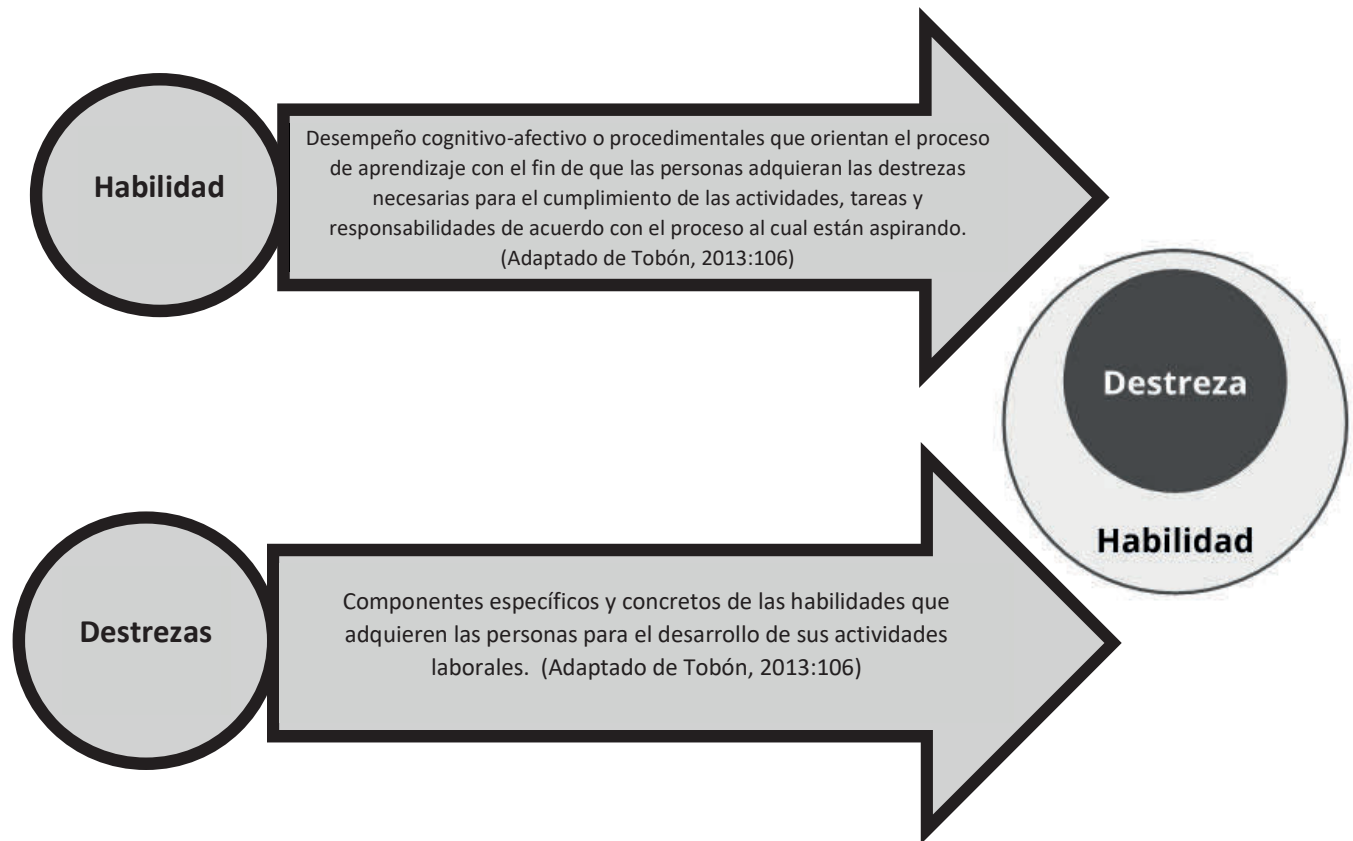 Habilidad
Desempeño cognitivo-afectivo o procedimentales que orientan el proceso
de aprendizaje con el fin de que las personas adquieran las destrezas
necesarias para el cumplimiento de las actividades, tareas y
responsabilidades de acuerdo con el proceso al cual están aspirando.
(Adaptado de Tobón, 2013:106)
Destreza
Habilidad
Destrezas
Componentes específicos y concretos de las habilidades que
adquieren las personas para el desarrollo de sus actividades
laborales. (Adaptado de Tobón, 2013:106)